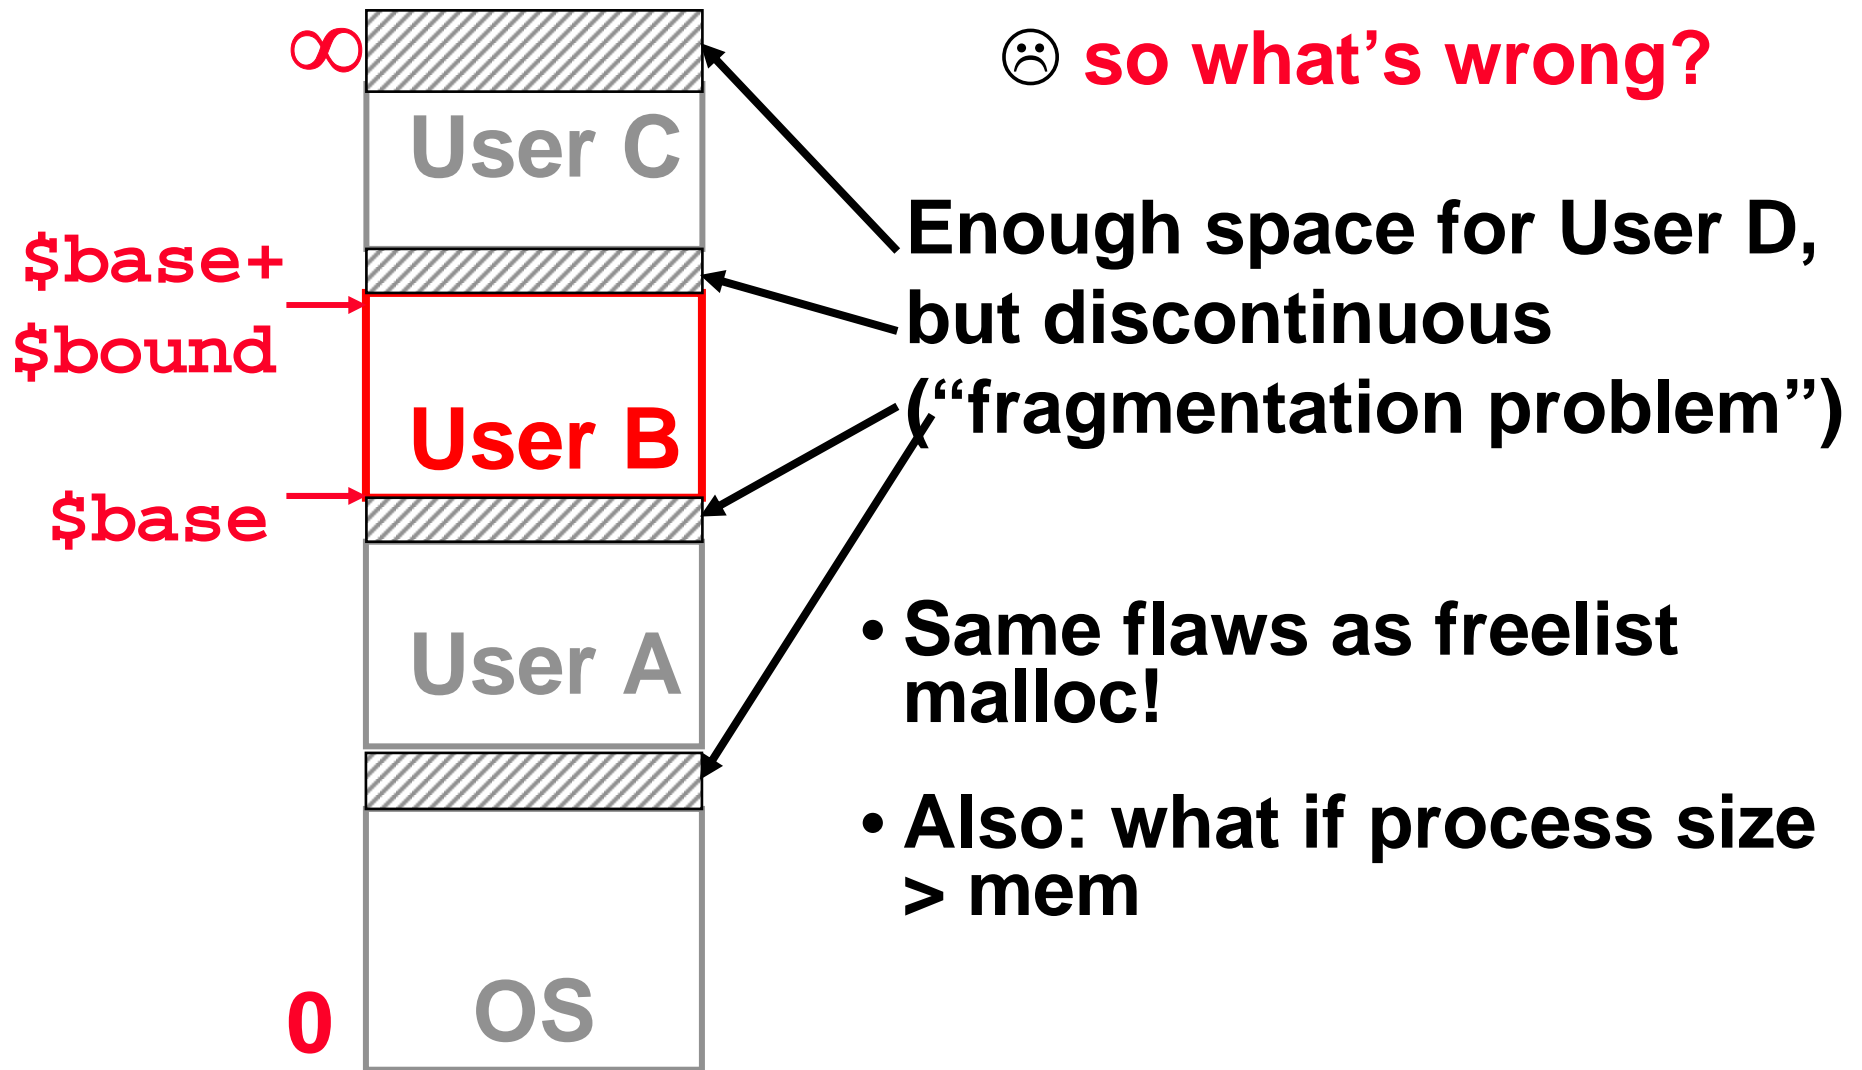 ∞
☹ so what’s wrong?
User C
$base+
$bound
Enough space for User D,
but discontinuous
(“fragmentation problem”)
User B
$base
User A
• Same flaws as freelist
malloc!
• Also: what if process size
> mem
OS
0